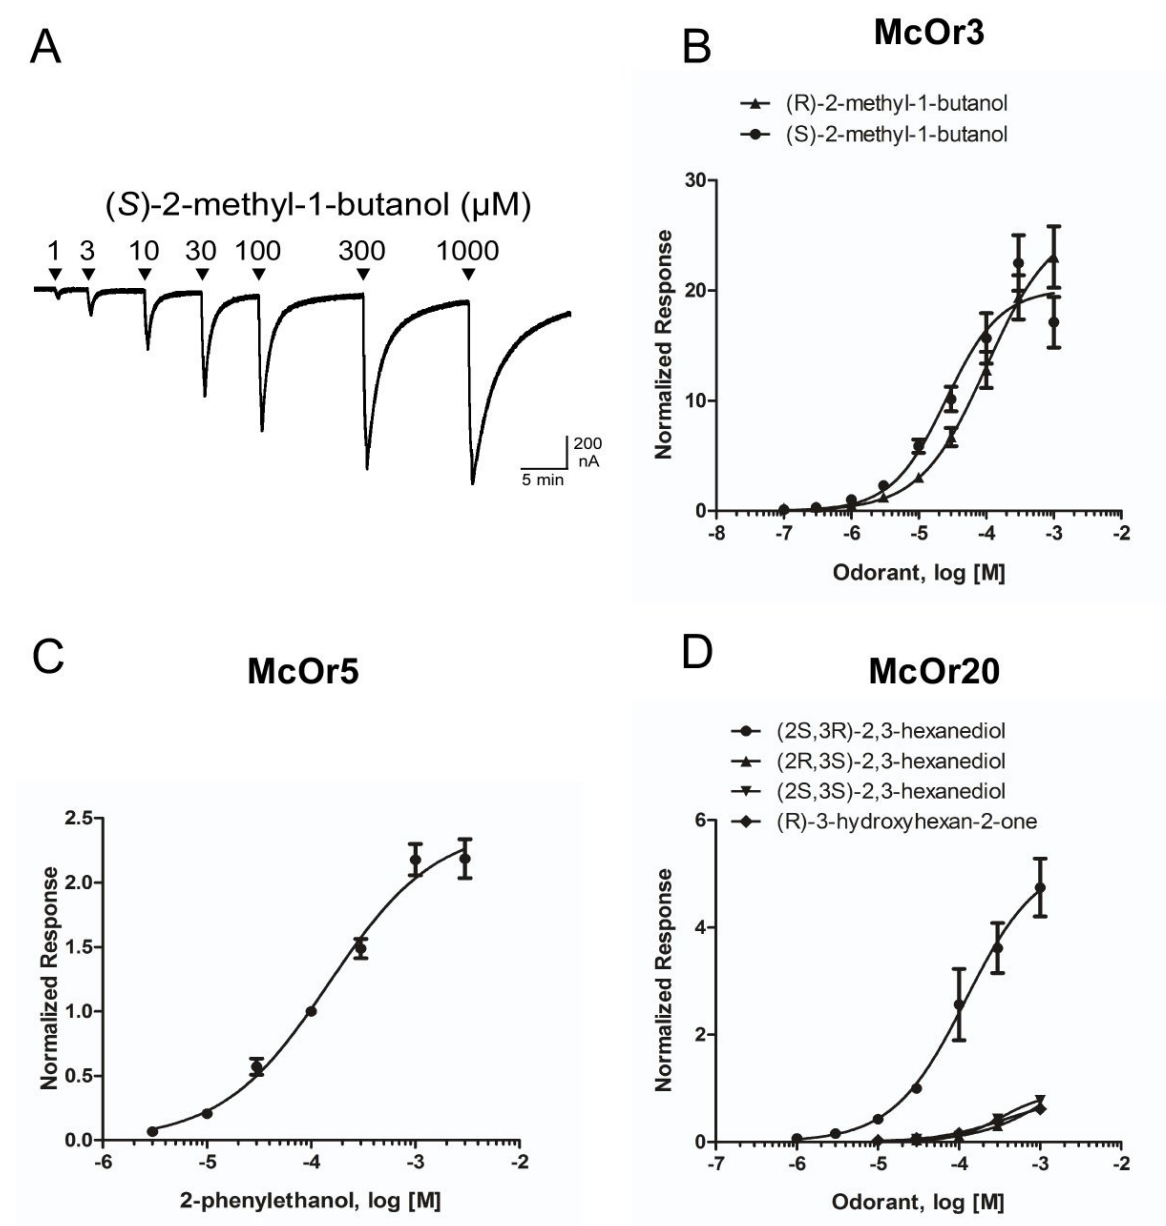 A
(S)-2-methyl-1-butanol (µM)
1 3 10 30 100 300 1000
200
nA
5 min
B
McOr3
(R)-2-methyl-1-butanol
(S)-2-methyl-1-butanol
Normalized Response
30
20
10
0
-8 -7 -6 -5 -4 -3 -2
Odorant, log [M]
C
McOr5
Normalized Response
2.5
2.0
1.5
1.0
0.5
0.0
-6 -5 -4 -3 -2
2-phenylethanol, log [M]
D
McOr20
(2S,3R)-2,3-hexanediol
(2R,3S)-2,3-hexanediol
(2S,3S)-2,3-hexanediol
(R)-3-hydroxyhexan-2-one
Normalized Response
6
4
2
0
-7 -6 -5 -4 -3 -2
Odorant, log [M]